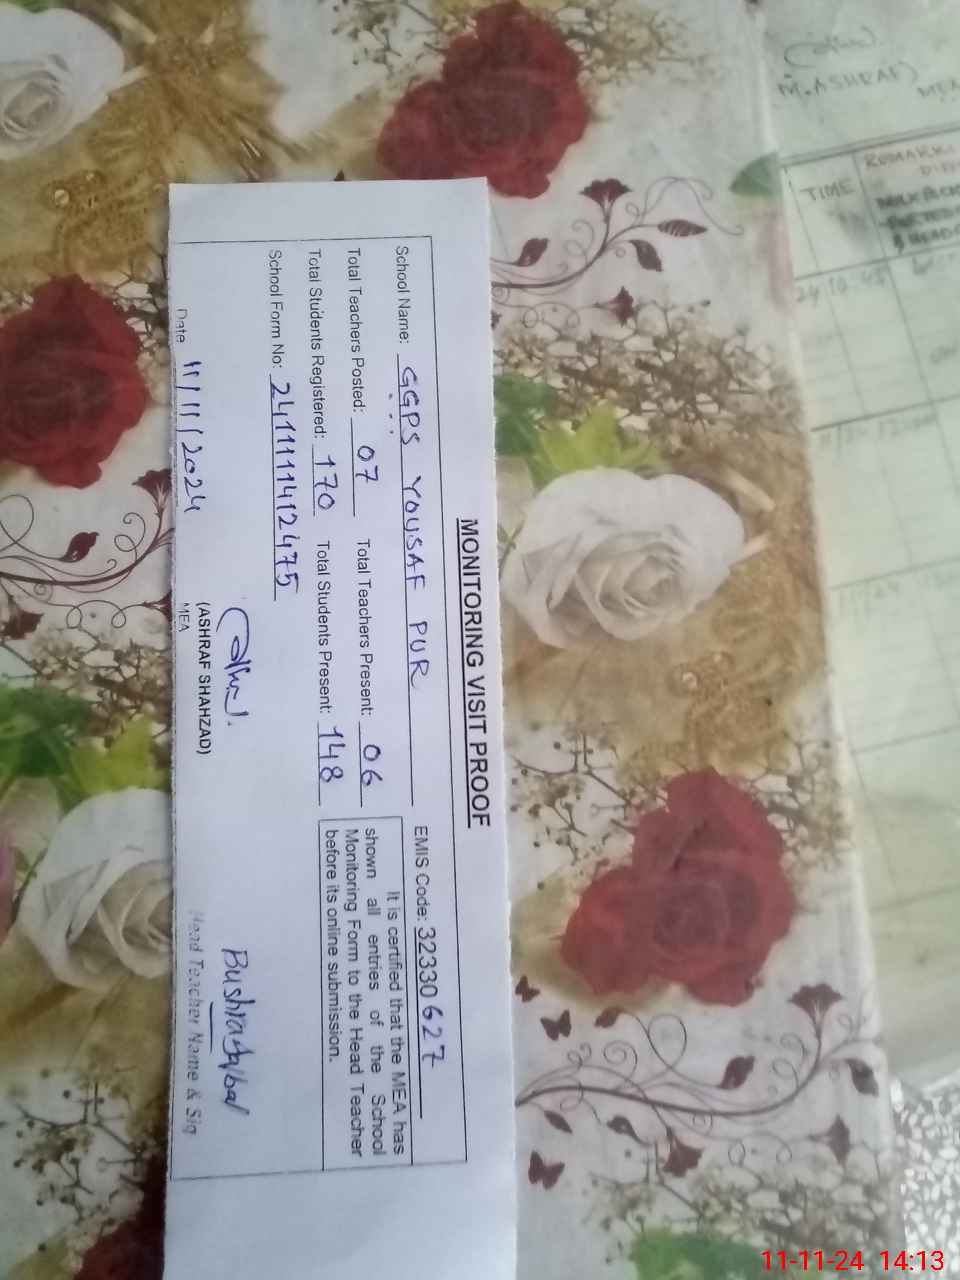 MONITORING VISIT PROOF
School Name: GGPS YOUSAF PUR EMIS Code: 32330627
Total Teachers Posted: 07 Total Teachers Present: 06
Total Students Registered: 170 Total Students Present: 148
School Form No: 241111412475
It is certified that the MEA has
shown all entries of the School
Monitoring Form to the Head Teacher
before its online submission.
Bushra Iqbal
(ASHRAF SHAHZAD)
MEA
Date 11/11/2024
Head Teacher Name & Sig
M. ASHRAF)
MEA
TIME
11-11-24 14:13